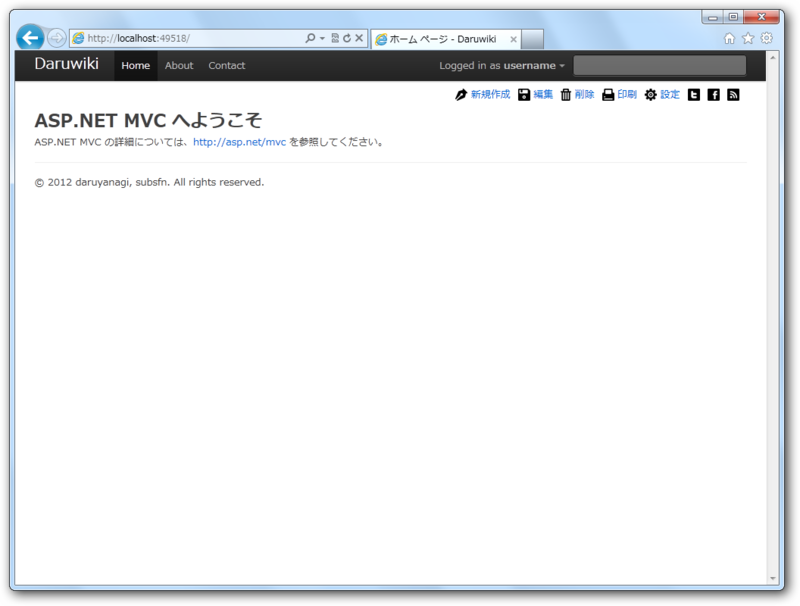 http://localhost:49518/
ホーム ページ - Daruwiki
Daruwiki Home About Contact Logged in as username
新規作成 編集 削除 印刷 設定
ASP.NET MVC へようこそ
ASP.NET MVC の詳細については、http://asp.net/mvc を参照してください。
© 2012 daruyanagi, subsfn. All rights reserved.